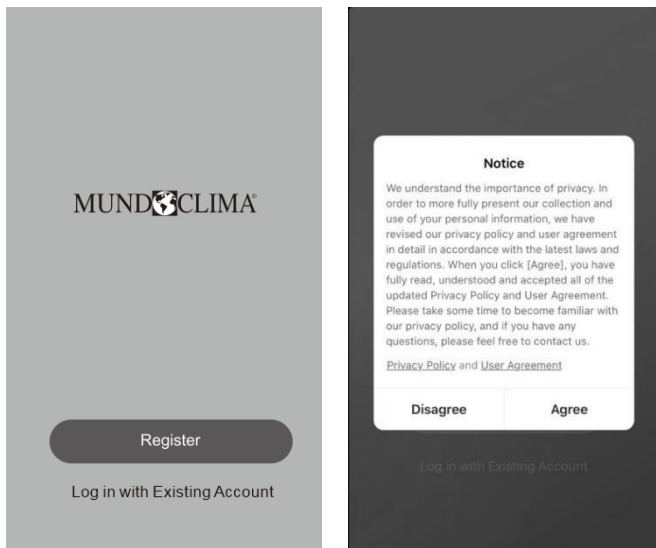 MUNDCLIMA®
Register
Log in with Existing Account
Notice
We understand the importance of privacy. In
order to more fully present our collection and
use of your personal information, we have
revised our privacy policy and user agreement
in detail in accordance with the latest laws and
regulations. When you click [Agree], you have
fully read, understood and accepted all of the
updated Privacy Policy and User Agreement.
Please take some time to become familiar with
our privacy policy, and if you have any
questions, please feel free to contact us.
Privacy Policy and User Agreement
Disagree Agree
Log in with Existing Account